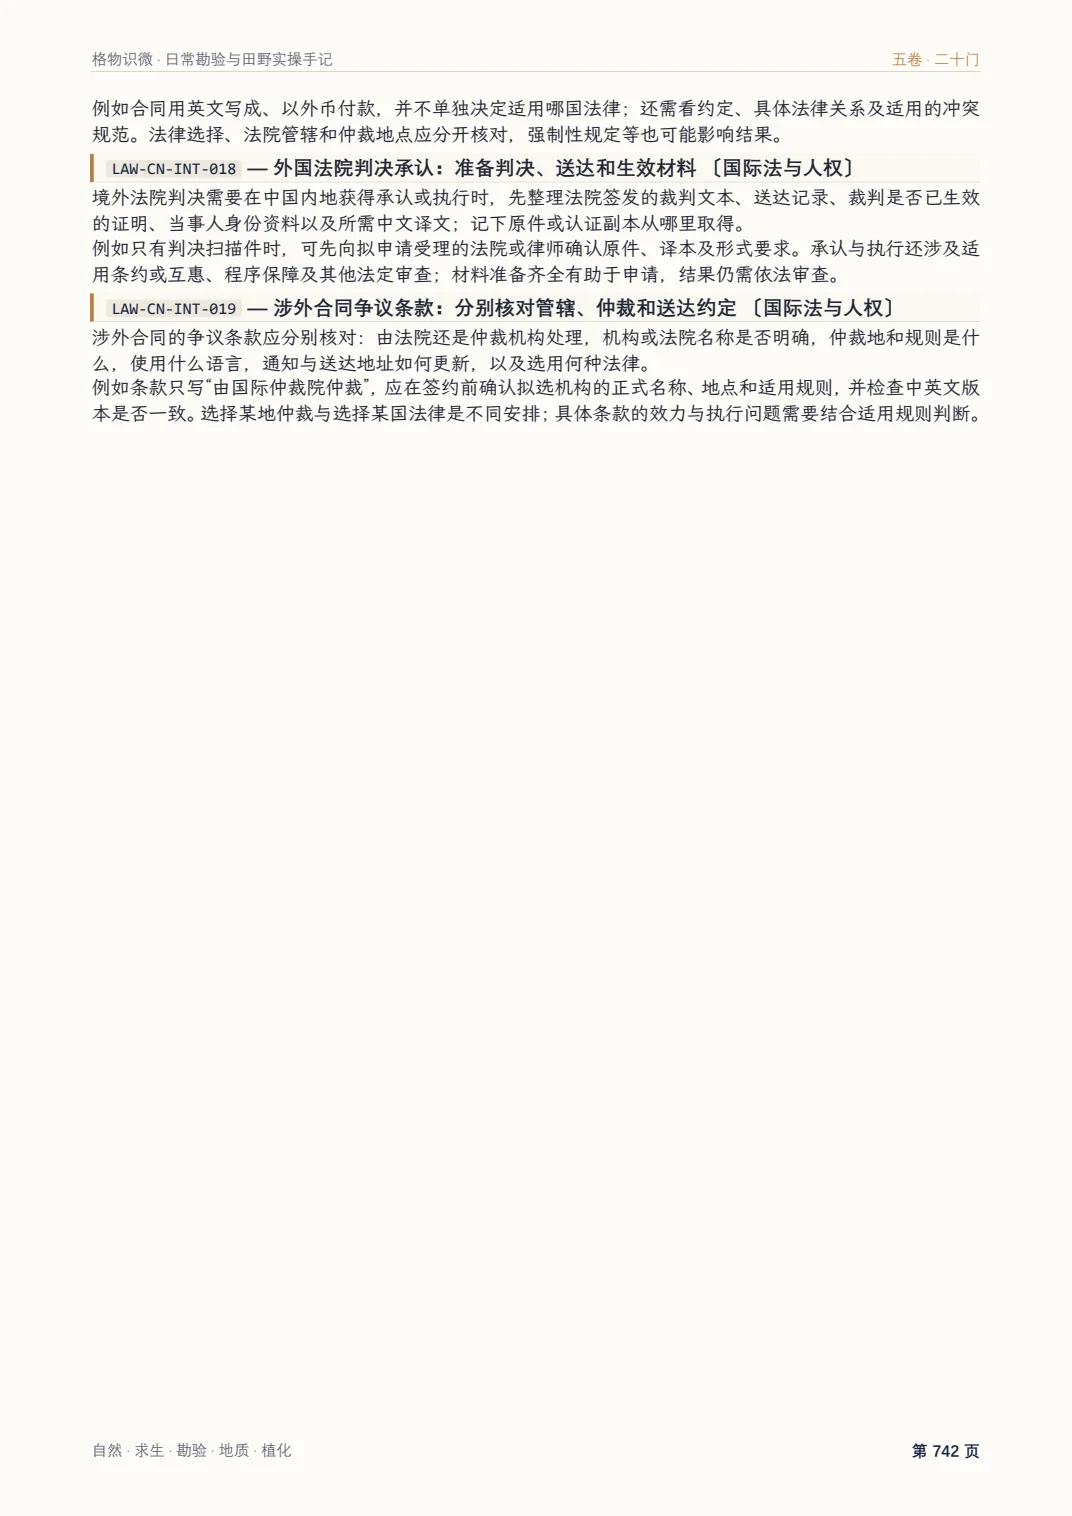 格物识微 · 日常勘验与田野实操手记
五卷 · 二十门
例如合同用英文写成、以外币付款，并不单独决定适用哪国法律；还需看约定、具体法律关系及适用的冲突
规范。法律选择、法院管辖和仲裁地点应分开核对，强制性规定等也可能影响结果。
LAW-CN-INT-018 — 外国法院判决承认：准备判决、送达和生效材料 〔国际法与人权〕
境外法院判决需要在中国内地获得承认或执行时，先整理法院签发的裁判文本、送达记录、裁判是否已生效
的证明、当事人身份资料以及所需中文译文；记下原件或认证副本从哪里取得。
例如只有判决扫描件时，可先向拟申请受理的法院或律师确认原件、译本及形式要求。承认与执行还涉及适
用条约或互惠、程序保障及其他法定审查；材料准备齐全有助于申请，结果仍需依法审查。
LAW-CN-INT-019 — 涉外合同争议条款：分别核对管辖、仲裁和送达约定 〔国际法与人权〕
涉外合同的争议条款应分别核对：由法院还是仲裁机构处理，机构或法院名称是否明确，仲裁地和规则是什
么，使用什么语言，通知与送达地址如何更新，以及选用何种法律。
例如条款只写“由国际仲裁院仲裁”，应在签约前确认拟选机构的正式名称、地点和适用规则，并检查中英文版
本是否一致。选择某地仲裁与选择某国法律是不同安排；具体条款的效力与执行问题需要结合适用规则判断。
自然 · 求生 · 勘验 · 地质 · 植化
第 742 页